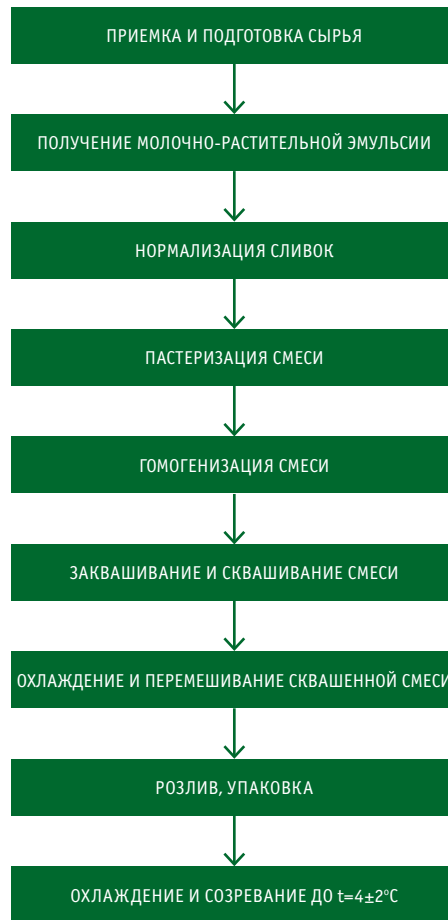 ПРИЕМКА И ПОДГОТОВКА СЫРЬЯ
ПОЛУЧЕНИЕ МОЛОЧНО-РАСТИТЕЛЬНОЙ ЭМУЛЬСИИ
НОРМАЛИЗАЦИЯ СЛИВОК
ПАСТЕРИЗАЦИЯ СМЕСИ
ГОМОГЕНИЗАЦИЯ СМЕСИ
ЗАКВАШИВАНИЕ И СКВАШИВАНИЕ СМЕСИ
ОХЛАЖДЕНИЕ И ПЕРЕМЕШИВАНИЕ СКВАШЕННОЙ СМЕСИ
РОЗЛИВ, УПАКОВКА
ОХЛАЖДЕНИЕ И СОЗРЕВАНИЕ ДО t=4±2°C